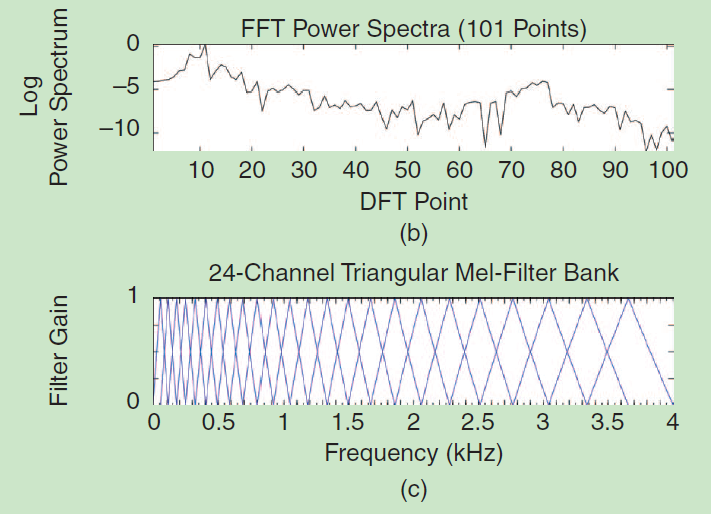 FFT Power Spectra (101 Points)
Log
Power Spectrum
0
−5
−10
10 20 30 40 50 60 70 80 90 100
DFT Point
(b)
24-Channel Triangular Mel-Filter Bank
Filter Gain
1
0
0 0.5 1 1.5 2 2.5 3 3.5 4
Frequency (kHz)
(c)